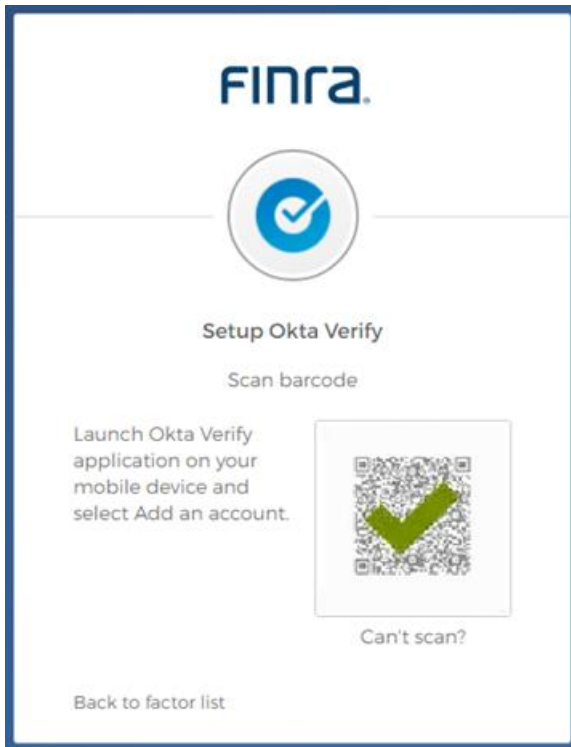 FINRA.
Setup Okta Verify
Scan barcode
Launch Okta Verify
application on your
mobile device and
select Add an account.
Can't scan?
Back to factor list